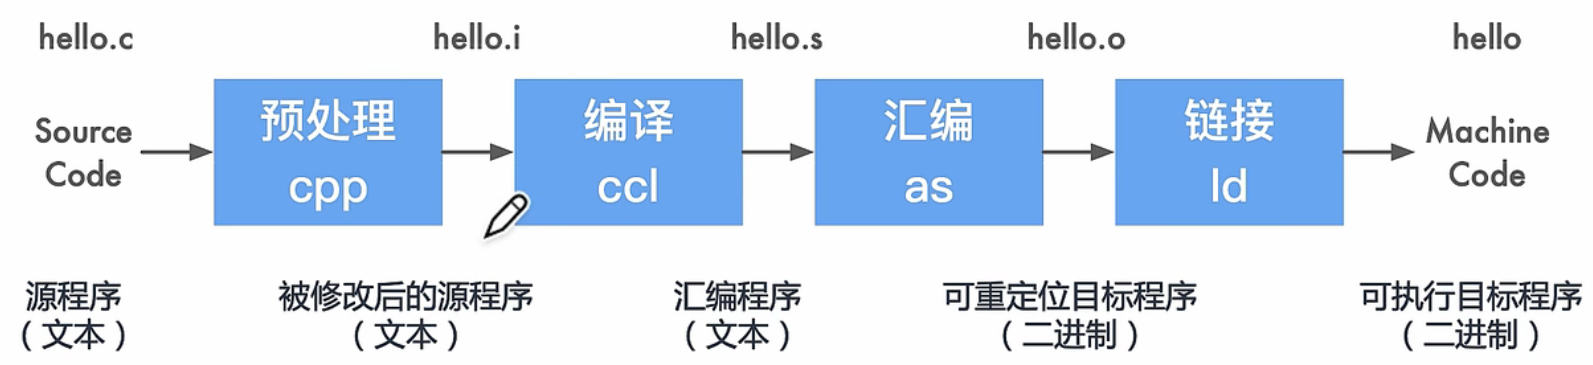 hello.c
hello.i
hello.s
hello.o
hello
Source
Code
预处理
cpp
编译
ccl
汇编
as
链接
ld
Machine
Code
源程序
（文本）
被修改后的源程序
（文本）
汇编程序
（文本）
可重定位目标程序
（二进制）
可执行目标程序
（二进制）